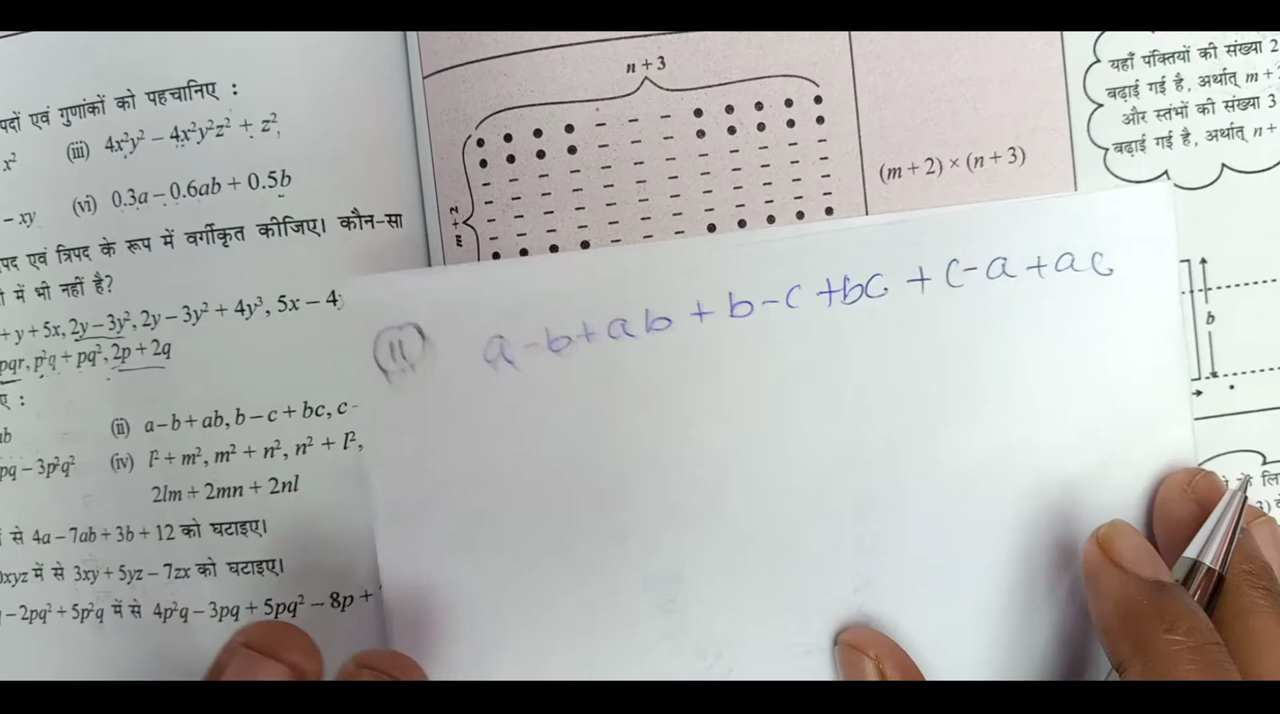 पदों एवं गुणांकों को पहचानिए :
x²
(iii) 4x²y² – 4x²y²z² + z²,
– xy
(vi) 0.3a – 0.6ab + 0.5b
पद एवं त्रिपद के रूप में वर्गीकृत कीजिए। कौन-सा
में भी नहीं है?
+ y + 5x, 2y – 3y², 2y – 3y² + 4y³, 5x – 4
pqr, p²q + pq², 2p + 2q
ab
(ii) a – b + ab, b – c + bc, c -
pq – 3p²q²
(iv) l² + m², m² + n², n² + l²,
2lm + 2mn + 2nl
से 4a – 7ab + 3b + 12 को घटाइए।
xyz में से 3xy + 5yz – 7zx को घटाइए।
– 2pq² + 5p²q में से 4p²q – 3pq + 5pq² – 8p +
n + 3
m + 2
(m + 2) × (n + 3)
यहाँ पंक्तियों की संख्या 2
बढ़ाई गई है, अर्थात् m +
और स्तंभों की संख्या 3
बढ़ाई गई है, अर्थात् n +
b
(11) a-b+ab + b-c +bc + c-a +ac